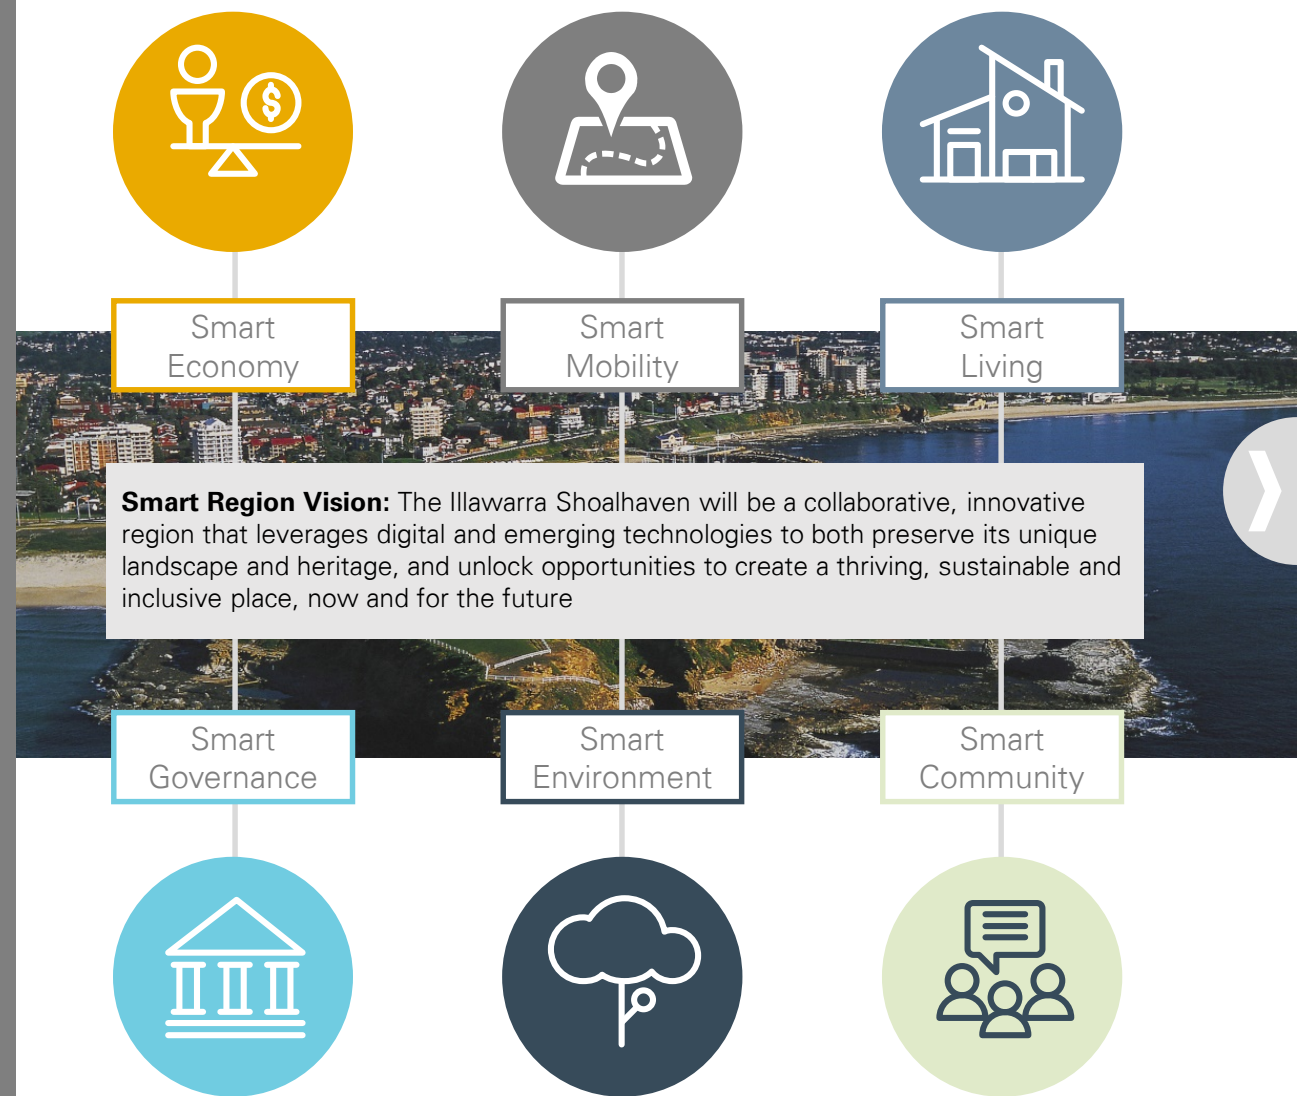 $
Smart
Economy
Smart
Mobility
Smart
Living
Smart Region Vision: The Illawarra Shoalhaven will be a collaborative, innovative
region that leverages digital and emerging technologies to both preserve its unique
landscape and heritage, and unlock opportunities to create a thriving, sustainable and
inclusive place, now and for the future
Smart
Governance
Smart
Environment
Smart
Community